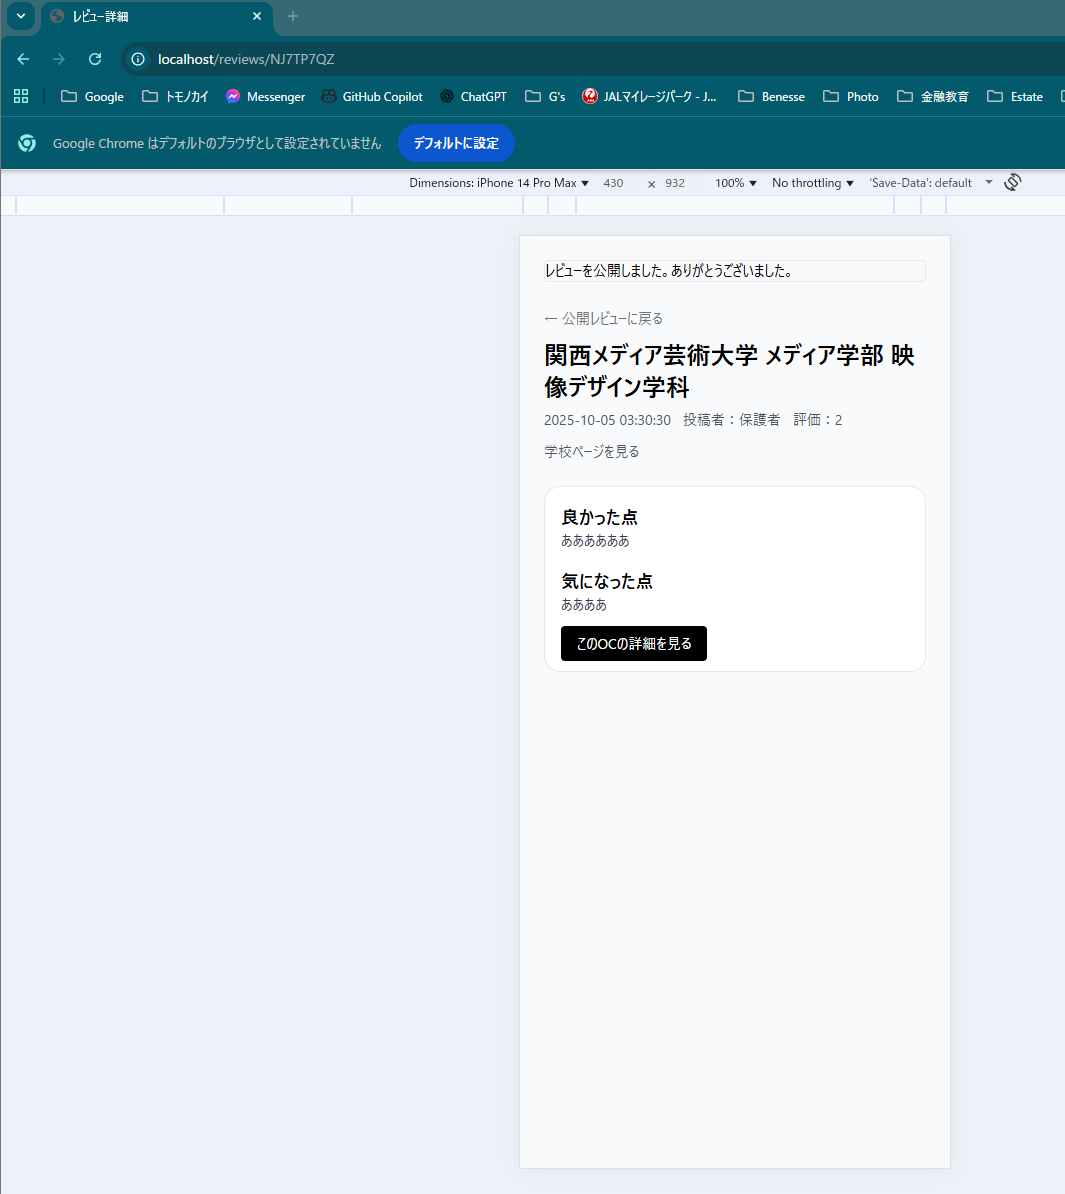 レビュー詳細
localhost/reviews/NJ7TP7QZ
Google トモノカイ Messenger GitHub Copilot ChatGPT G's JALマイレージパーク - J... Benesse Photo 金融教育 Estate
Google Chrome はデフォルトのブラウザとして設定されていません デフォルトに設定
Dimensions: iPhone 14 Pro Max ▼ 430 × 932 100% ▼ No throttling ▼ 'Save-Data': default
レビューを公開しました。ありがとうございました。
← 公開レビューに戻る
関西メディア芸術大学 メディア学部 映
像デザイン学科
2025-10-05 03:30:30 投稿者：保護者 評価：2
学校ページを見る
良かった点
ああああああ
気になった点
ああああ
このOCの詳細を見る